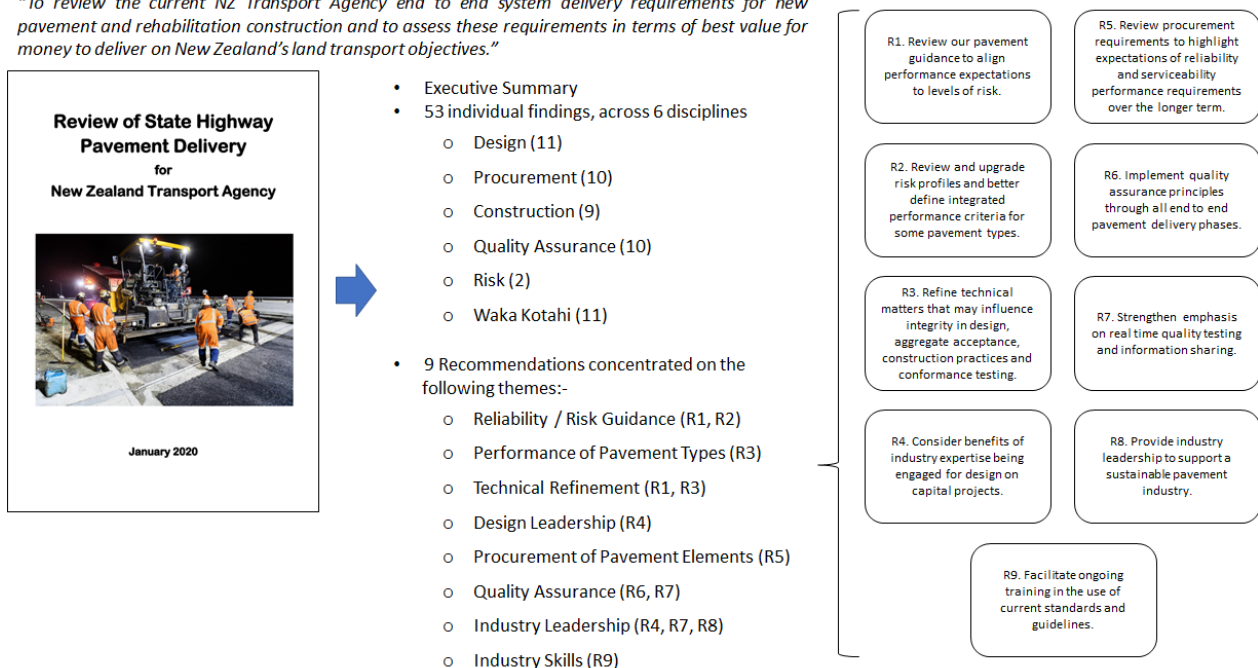 "To review the current NZ Transport Agency end to end system delivery requirements for new
pavement and rehabilitation construction and to assess these requirements in terms of best value for
money to deliver on New Zealand's land transport objectives."
Review of State Highway
Pavement Delivery
for
New Zealand Transport Agency
January 2020
• Executive Summary
• 53 individual findings, across 6 disciplines
o Design (11)
o Procurement (10)
o Construction (9)
o Quality Assurance (10)
o Risk (2)
o Waka Kotahi (11)
• 9 Recommendations concentrated on the
following themes:-
o Reliability / Risk Guidance (R1, R2)
o Performance of Pavement Types (R3)
o Technical Refinement (R1, R3)
o Design Leadership (R4)
o Procurement of Pavement Elements (R5)
o Quality Assurance (R6, R7)
o Industry Leadership (R4, R7, R8)
o Industry Skills (R9)
R1. Review our pavement
guidance to align
performance expectations
to levels of risk.
R5. Review procurement
requirements to highlight
expectations of reliability
and serviceability
performance requirements
over the longer term.
R2. Review and upgrade
risk profiles and better
define integrated
performance criteria for
some pavement types.
R6. Implement quality
assurance principles
through all end to end
pavement delivery phases.
R3. Refine technical
matters that may influence
integrity in design,
aggregate acceptance,
construction practices and
conformance testing.
R7. Strengthen emphasis
on real time quality testing
and information sharing.
R4. Consider benefits of
industry expertise being
engaged for design on
capital projects.
R8. Provide industry
leadership to support a
sustainable pavement
industry.
R9. Facilitate ongoing
training in the use of
current standards and
guidelines.